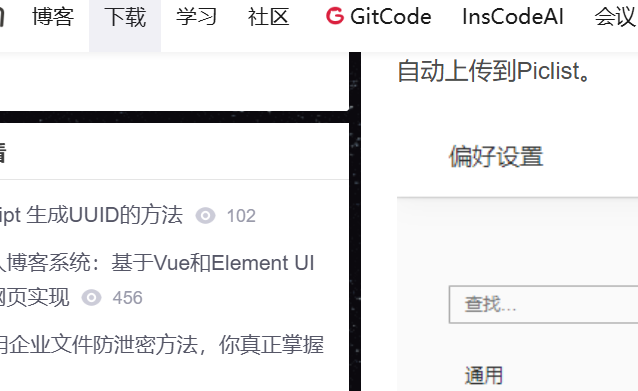 博客 下载 学习 社区 GitCode InsCodeAI 会议
自动上传到Piclist。
偏好设置
ipt 生成UUID的方法 102
博客系统：基于Vue和Element UI
网页实现 456
用企业文件防泄密方法，你真正掌握
查找...
通用